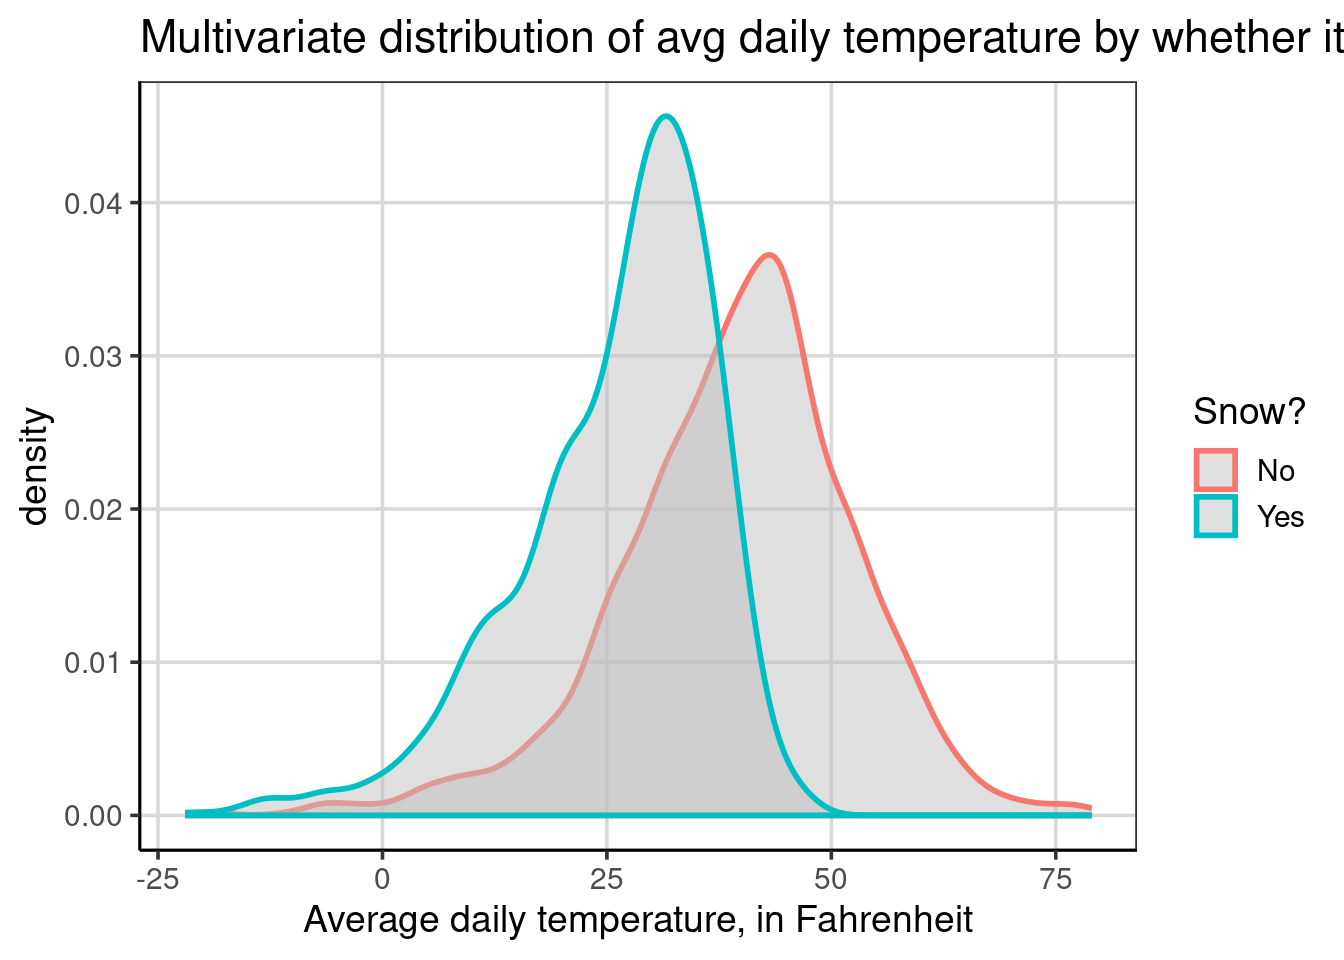 Multivariate distribution of avg daily temperature by whether it
density
0.04
0.03
0.02
0.01
0.00
-25 0 25 50 75
Average daily temperature, in Fahrenheit
Snow?
No
Yes